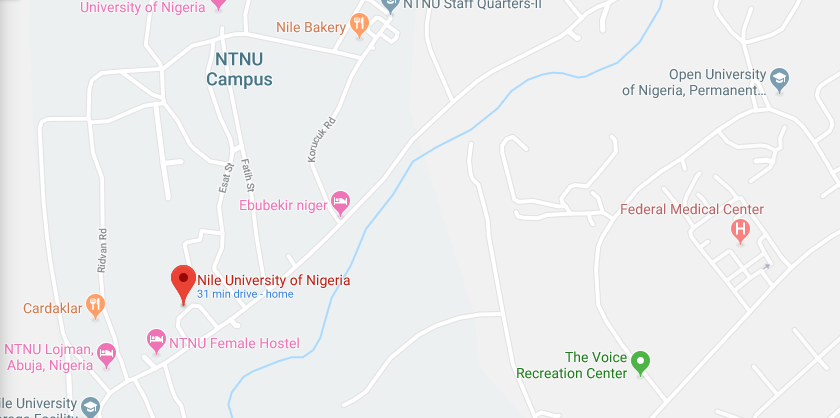 University of Nigeria
NTNU Staff Quarters-II
Nile Bakery
NTNU
Campus
Open University
of Nigeria, Permanent...
Korucuk Rd
Esat St
Fatih St
Ebubekir niger
Federal Medical Center
H
Ridvan Rd
Nile University of Nigeria
31 min drive - home
Cardaklar
NTNU Female Hostel
NTNU Lojman,
Abuja, Nigeria
The Voice
Recreation Center
ile University